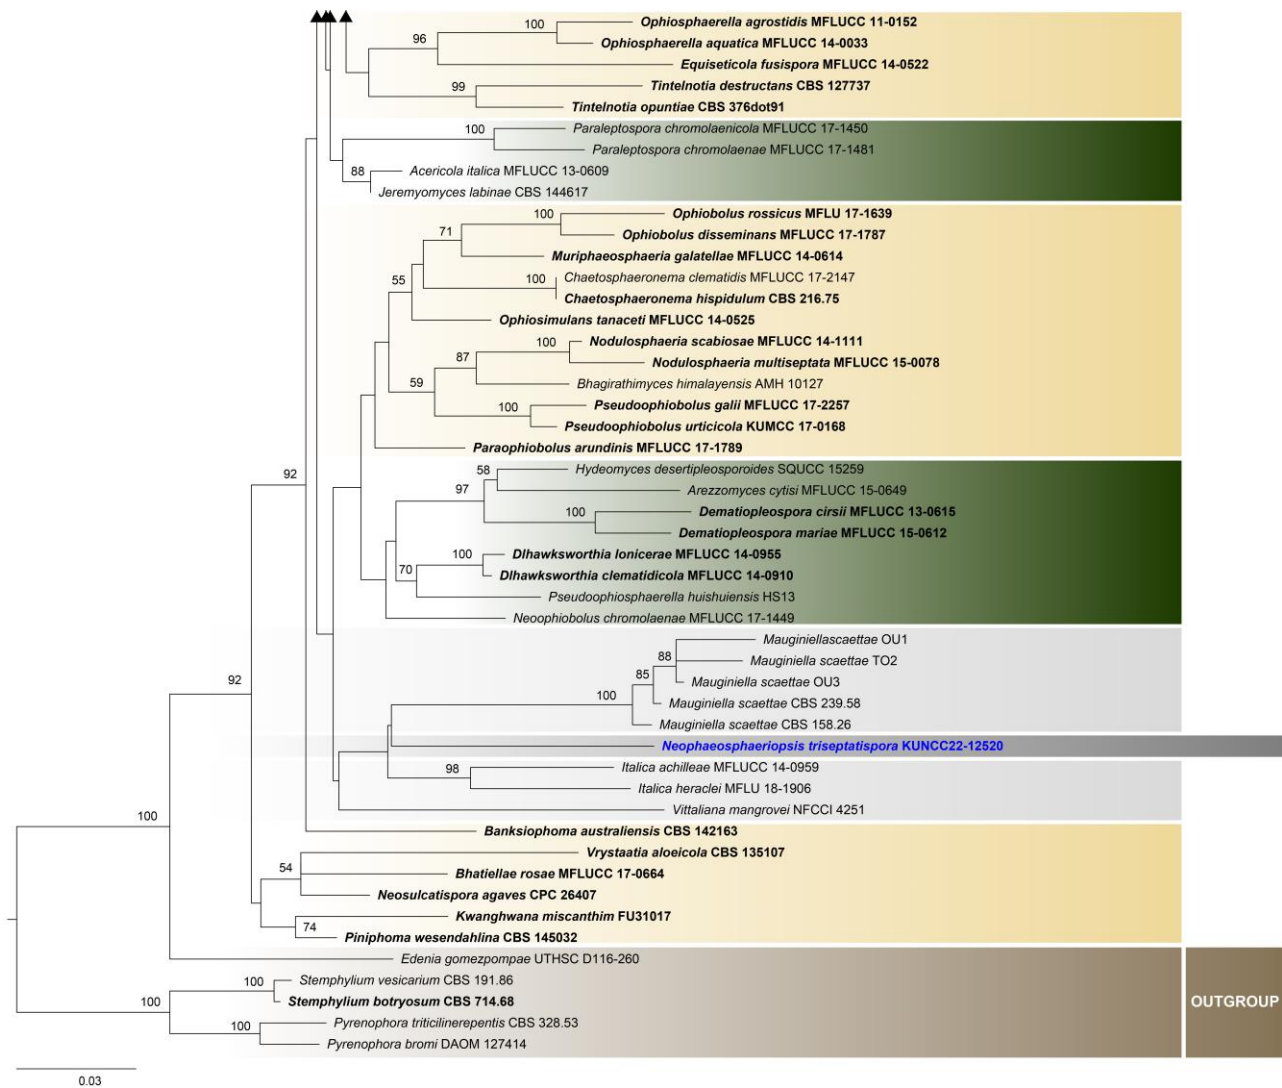 100
Ophiosphaerella agrostidis MFLUCC 11-0152
96
Ophiosphaerella aquatica MFLUCC 14-0033
Equiseticola fusispora MFLUCC 14-0522
99
Tintelnotia destructans CBS 127737
Tintelnotia opuntiae CBS 376dot91
100
Paraleptospora chromolaenicola MFLUCC 17-1450
Paraleptospora chromolaenae MFLUCC 17-1481
88
Acericola italica MFLUCC 13-0609
Jeremyomyces labinae CBS 144617
100
Ophiobolus rossicus MFLU 17-1639
71
Ophiobolus disseminans MFLUCC 17-1787
Muriphaeosphaeria galatellae MFLUCC 14-0614
55
100
Chaetosphaeronema clematidis MFLUCC 17-2147
Chaetosphaeronema hispidulum CBS 216.75
Ophiosimulans tanaceti MFLUCC 14-0525
100
Nodulosphaeria scabiosae MFLUCC 14-1111
87
Nodulosphaeria multiseptata MFLUCC 15-0078
59
Bhagirathimyces himalayensis AMH 10127
100
Pseudoophiobolus galii MFLUCC 17-2257
Pseudoophiobolus urticicola KUMCC 17-0168
Paraophiobolus arundinis MFLUCC 17-1789
92
58
Hydeomyces desertipleosporoides SQUCC 15259
97
Arezzomyces cytisi MFLUCC 15-0649
100
Dematiopleospora cirsii MFLUCC 13-0615
Dematiopleospora mariae MFLUCC 15-0612
100
Dlhawksworthia lonicerae MFLUCC 14-0955
70
Dlhawksworthia clematidicola MFLUCC 14-0910
Pseudoophiosphaerella huishuiensis HS13
Neoophiobolus chromolaenae MFLUCC 17-1449
Mauginiellascaettae OU1
88
Mauginiella scaettae TO2
92
85
Mauginiella scaettae OU3
100
Mauginiella scaettae CBS 239.58
Mauginiella scaettae CBS 158.26
Neophaeosphaeriopsis triseptatispora KUNCC22-12520
98
Italica achilleae MFLUCC 14-0959
Italica heraclei MFLU 18-1906
Vittaliana mangrovei NFCCI 4251
100
Banksiophoma australiensis CBS 142163
Vrystaatia aloeicola CBS 135107
54
Bhatiellae rosae MFLUCC 17-0664
Neosulcatispora agaves CPC 26407
Kwanghwana miscanthim FU31017
74
Piniphoma wesendahlina CBS 145032
Edenia gomezpompae UTHSC D116-260
100
Stemphylium vesicarium CBS 191.86
100
Stemphylium botryosum CBS 714.68
OUTGROUP
100
Pyrenophora triticilinerepentis CBS 328.53
Pyrenophora bromi DAOM 127414
0.03